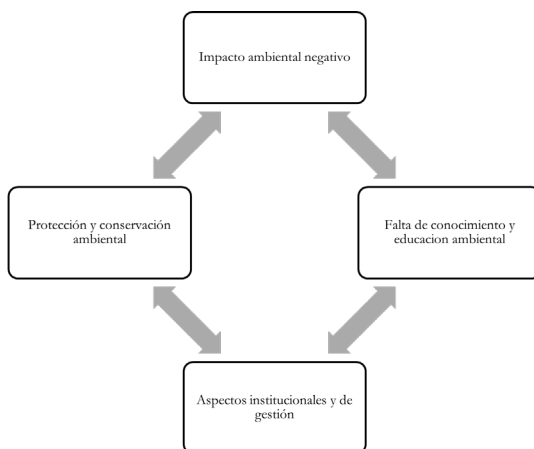 Impacto ambiental negativo
Protección y conservación
ambiental
Falta de conocimiento y
educacion ambiental
Aspectos institucionales y de
gestión